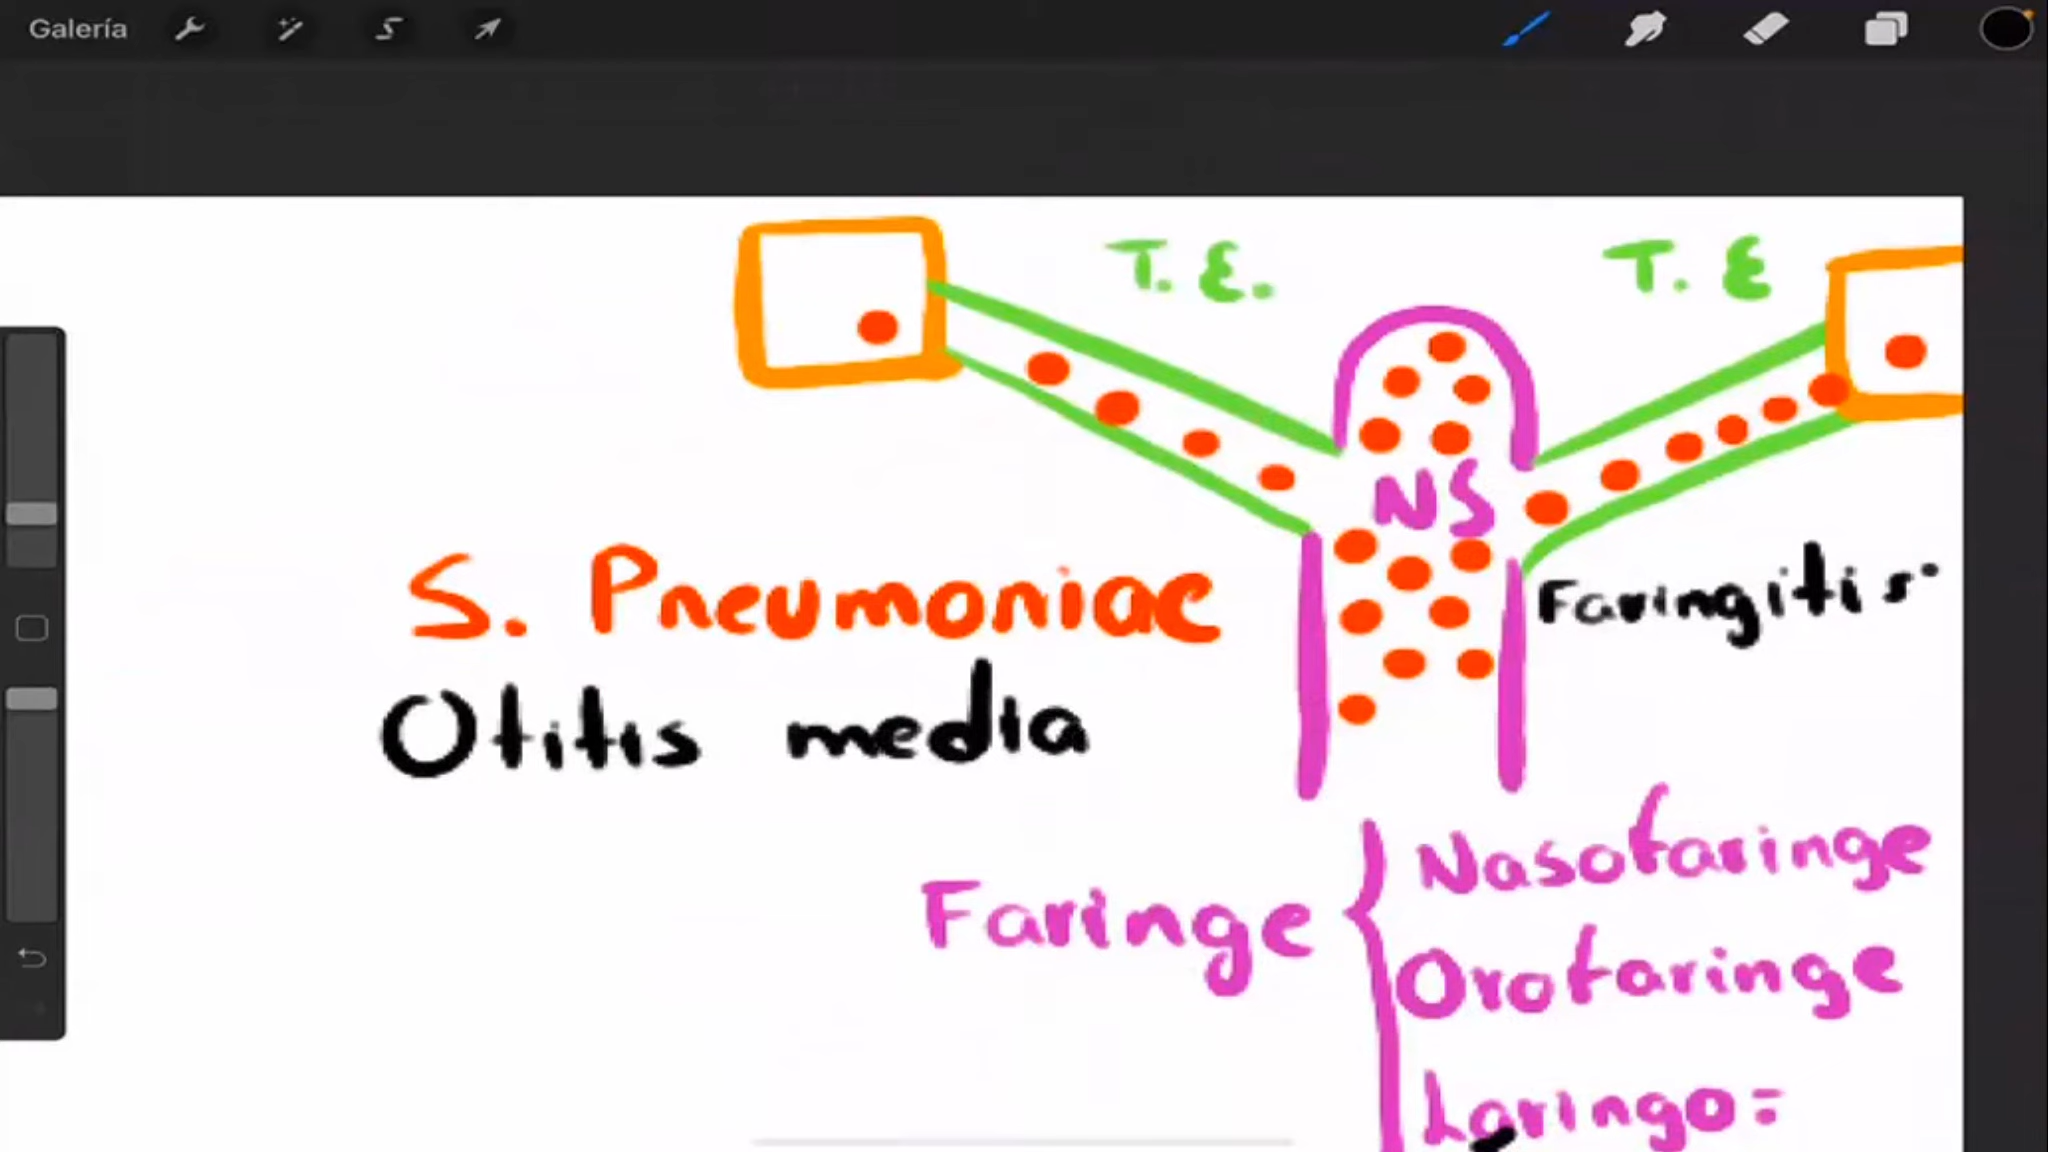 Galería
T. E.
T. E
NS
Faringitis.
S. Pneumoniae
Otitis media
Faringe
Nasofaringe
Orofaringe
Laringo=